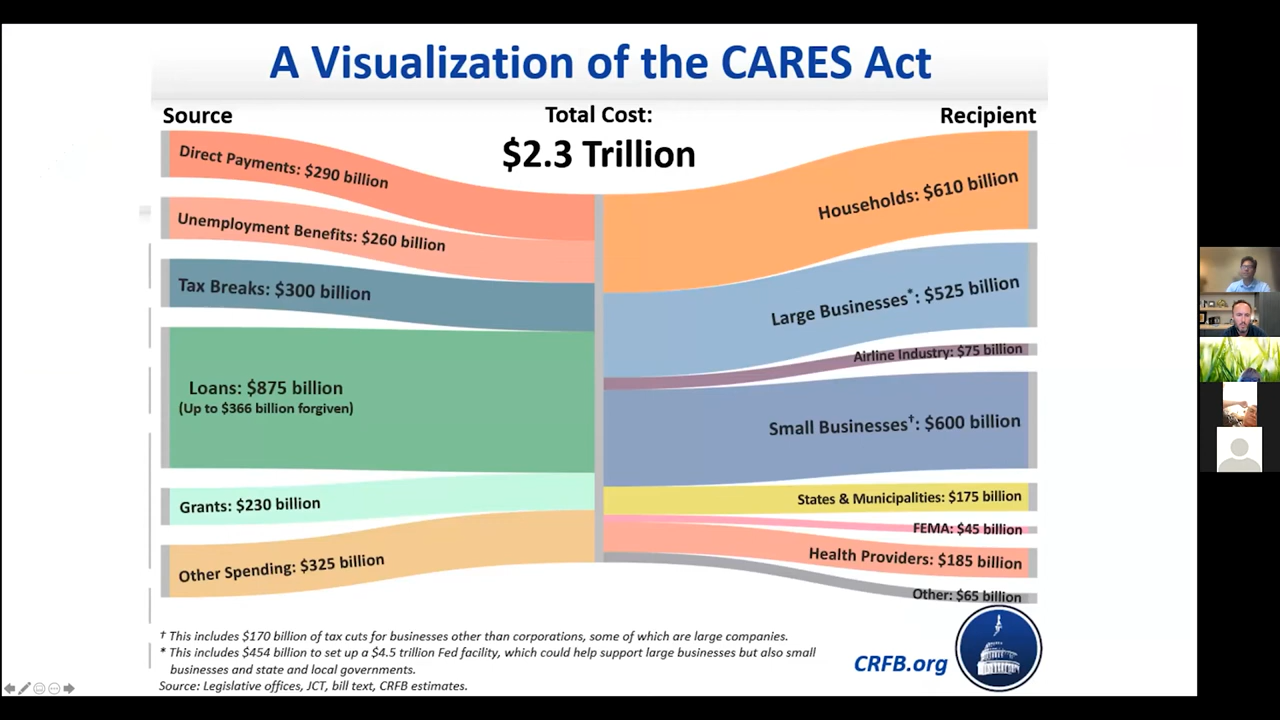 A Visualization of the CARES Act
Source
Total Cost:
Recipient
$2.3 Trillion
Direct Payments: $290 billion
Unemployment Benefits: $260 billion
Tax Breaks: $300 billion
Loans: $875 billion
(Up to $366 billion forgiven)
Grants: $230 billion
Other Spending: $325 billion
Households: $610 billion
Large Businesses*: $525 billion
Airline Industry: $75 billion
Small Businesses†: $600 billion
States & Municipalities: $175 billion
FEMA: $45 billion
Health Providers: $185 billion
Other: $65 billion
† This includes $170 billion of tax cuts for businesses other than corporations, some of which are large companies.
* This includes $454 billion to set up a $4.5 trillion Fed facility, which could help support large businesses but also small
businesses and state and local governments.
Source: Legislative offices, JCT, bill text, CRFB estimates.
CRFB.org